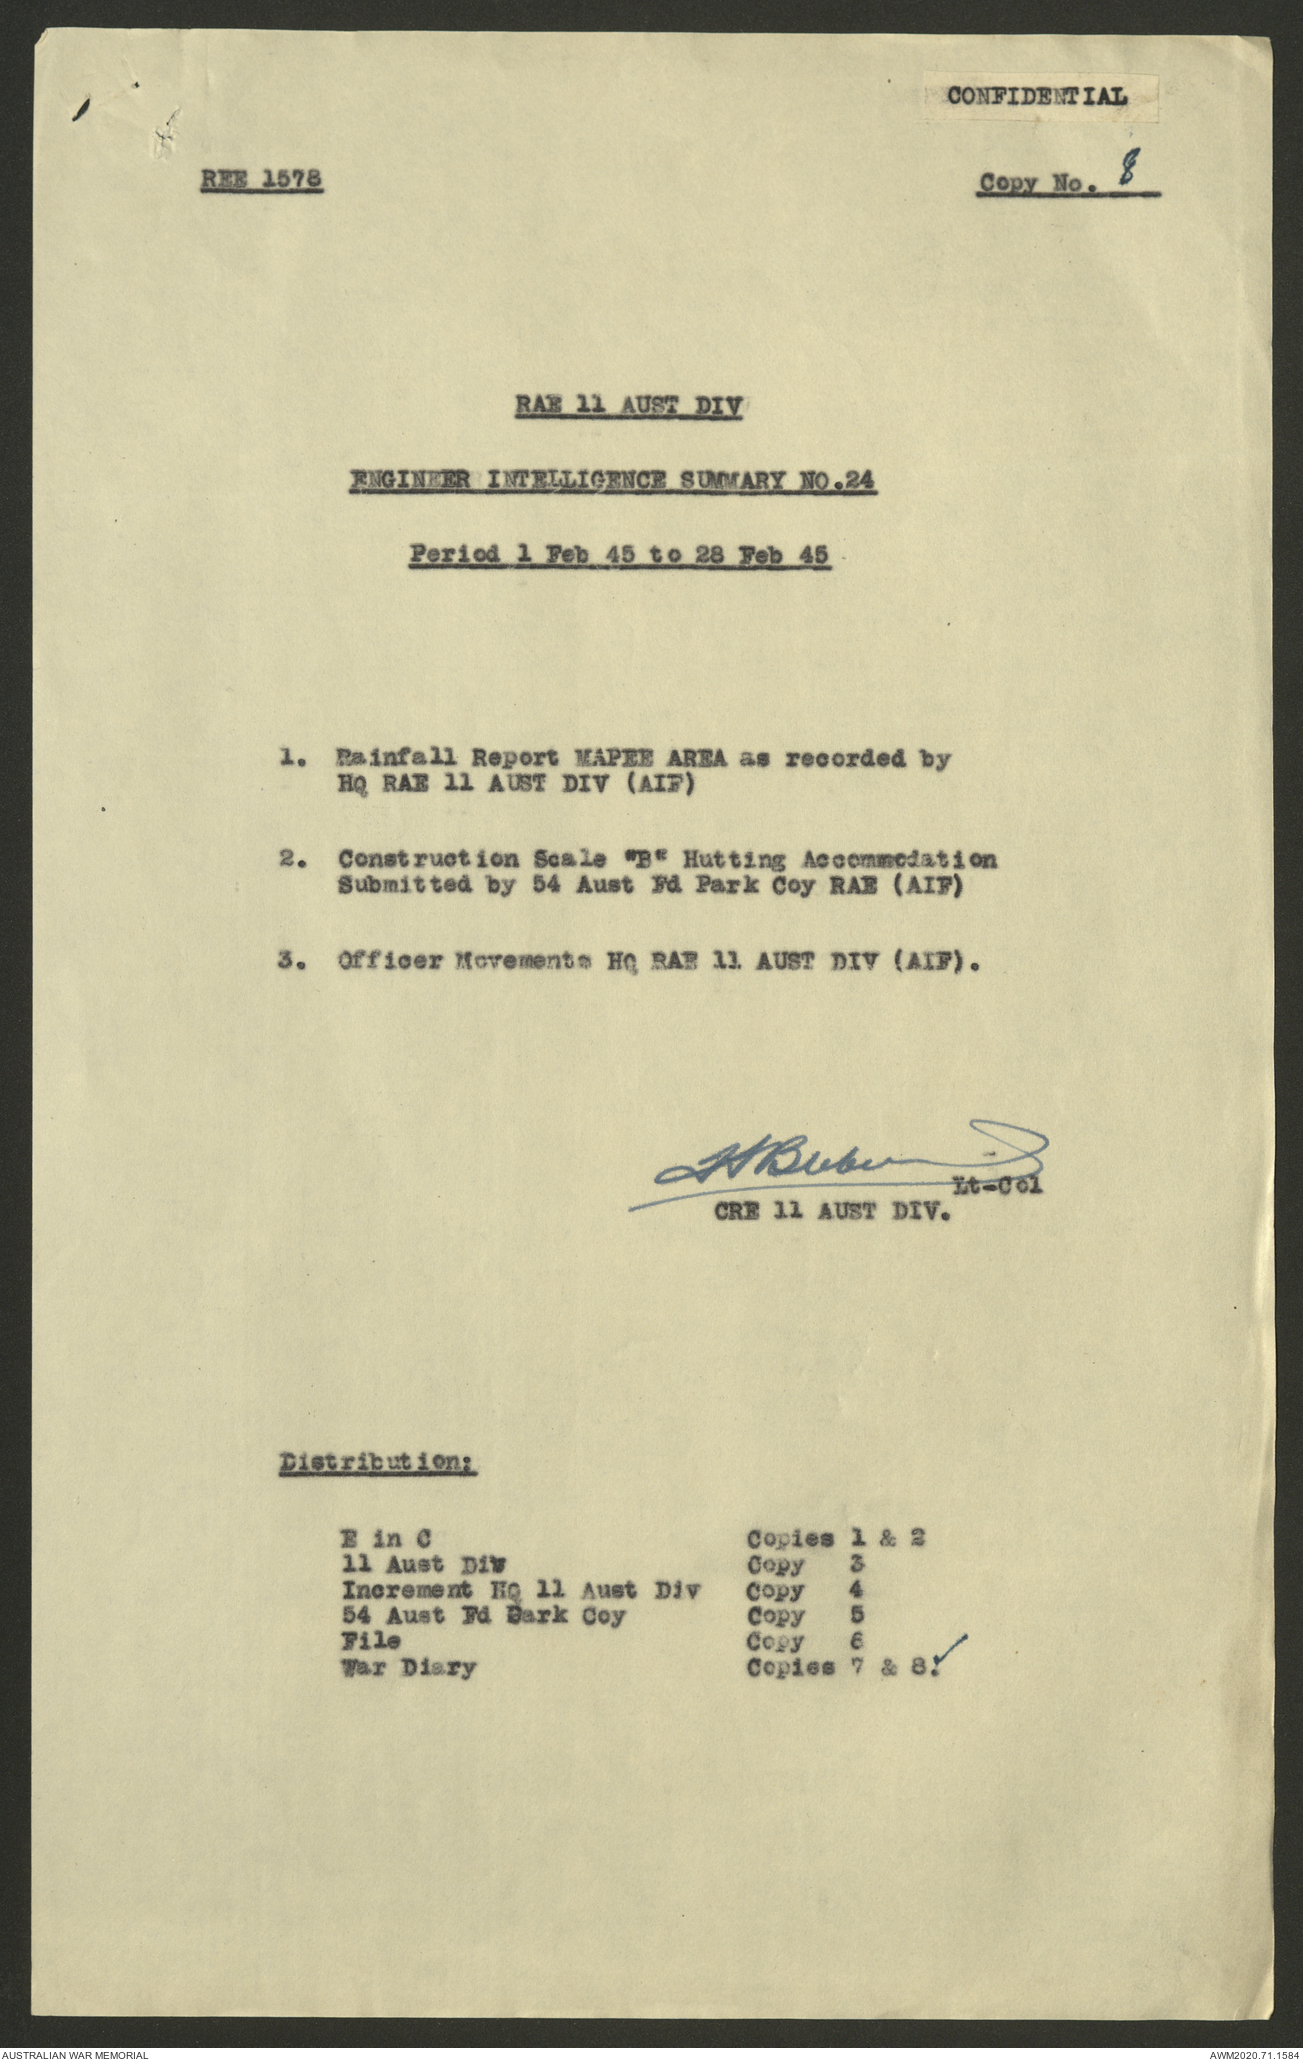 CONFIDENTIAL
REE 1578
Copy No. 8
RAE 11 AUST DIV
ENGINEER INTELLIGENCE SUMMARY NO.24
Period 1 Feb 45 to 28 Feb 45
1. Rainfall Report MAPEE AREA as recorded by
HQ RAE 11 AUST DIV (AIF)
2. Construction Scale "B" Hutting Accommodation
Submitted by 54 Aust Fd Park Coy RAE (AIF)
3. Officer Movements HQ RAE 11 AUST DIV (AIF).
Lt-Col
CRE 11 AUST DIV.
Distribution:
E in C Copies 1 & 2
11 Aust Div Copy 3
Increment HQ 11 Aust Div Copy 4
54 Aust Fd Park Coy Copy 5
File Copy 6
War Diary Copies 7 & 8. ✓
AUSTRALIAN WAR MEMORIAL
AWM2020.71.1584